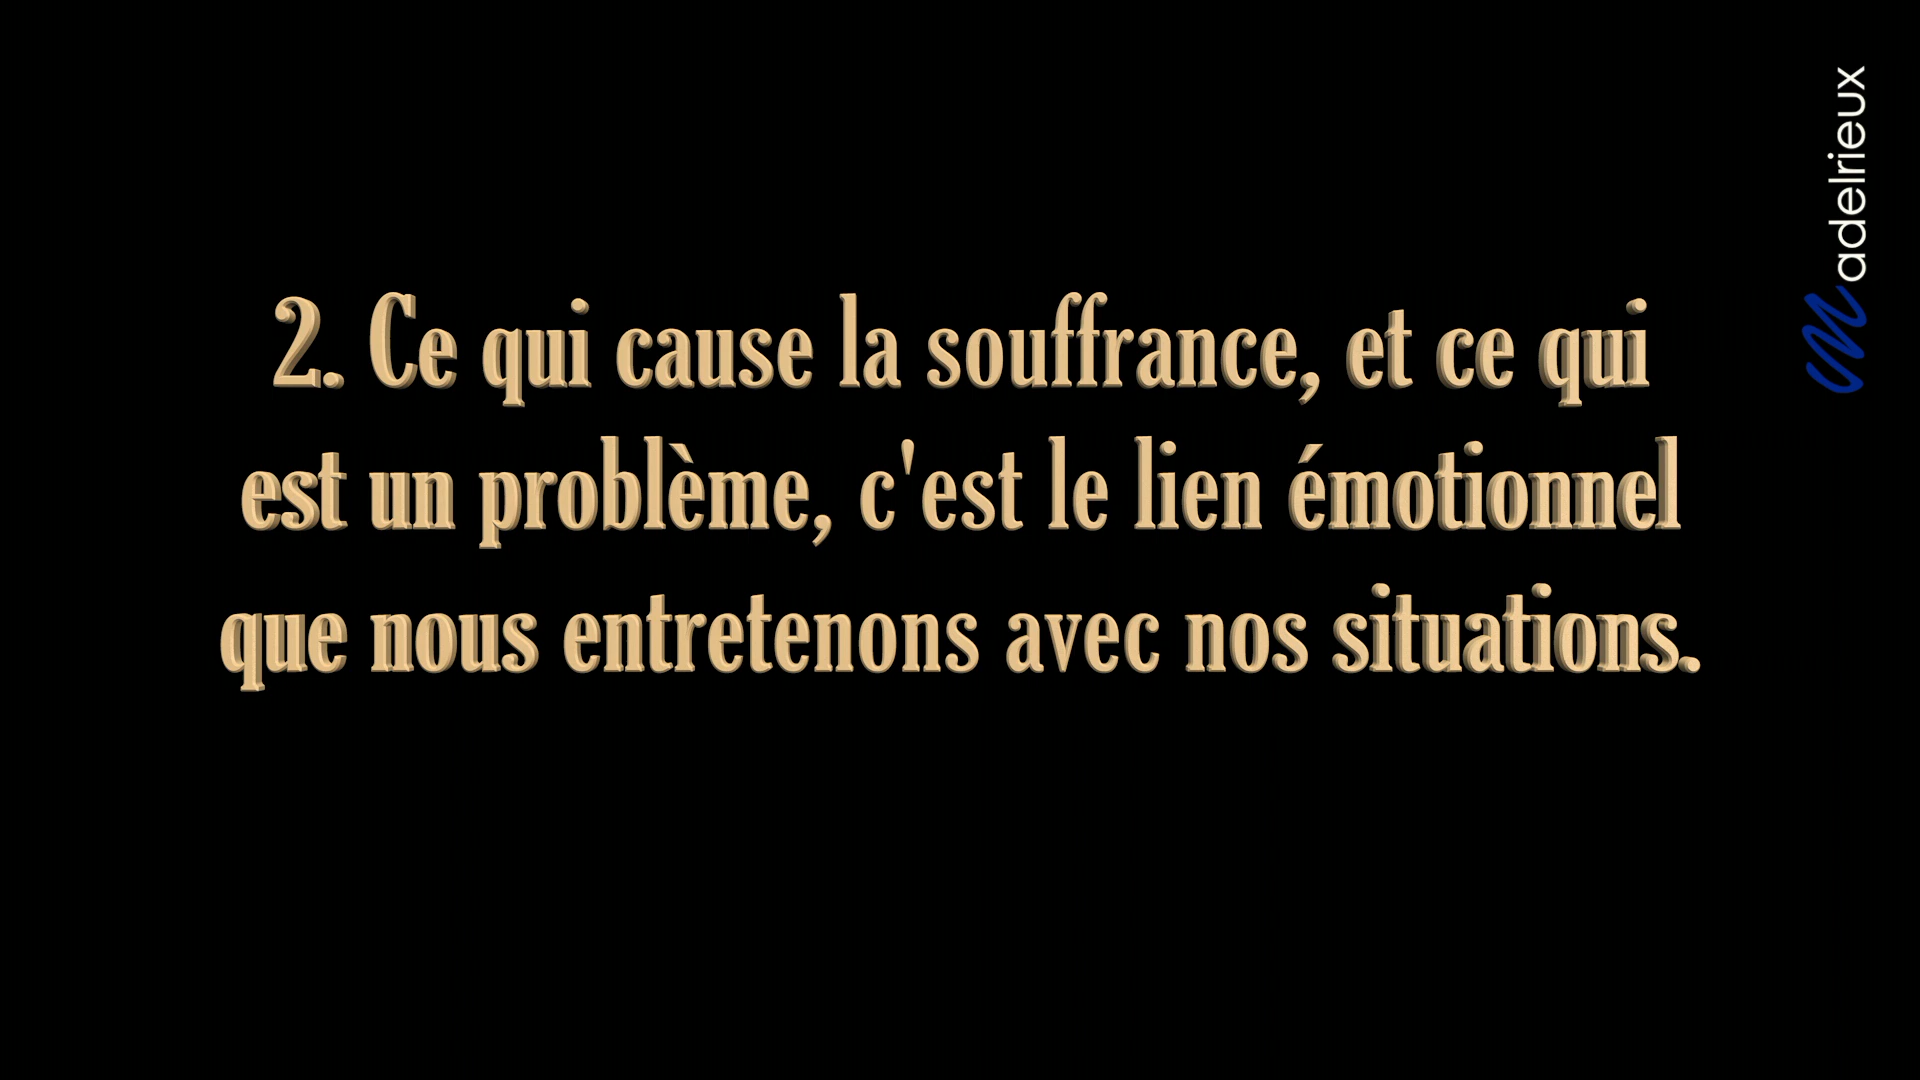 2. Ce qui cause la souffrance, et ce qui
est un problème, c'est le lien émotionnel
que nous entretenons avec nos situations.
Madelrieux